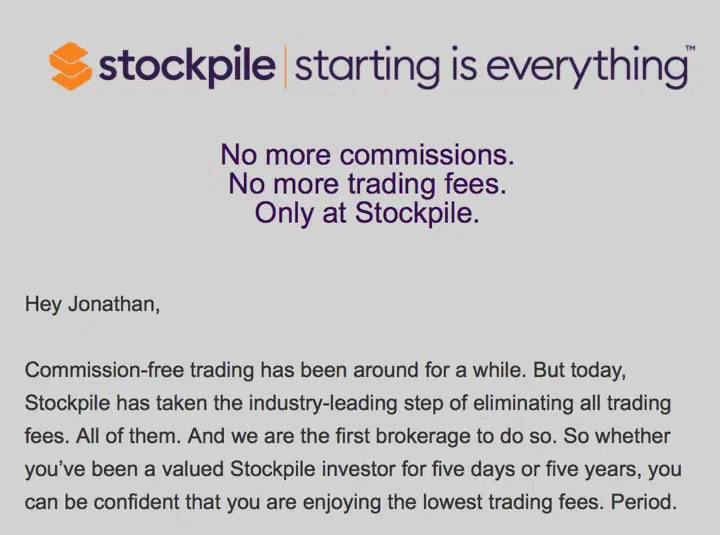 stockpile | starting is everything™
No more commissions.
No more trading fees.
Only at Stockpile.
Hey Jonathan,
Commission-free trading has been around for a while. But today,
Stockpile has taken the industry-leading step of eliminating all trading
fees. All of them. And we are the first brokerage to do so. So whether
you’ve been a valued Stockpile investor for five days or five years, you
can be confident that you are enjoying the lowest trading fees. Period.